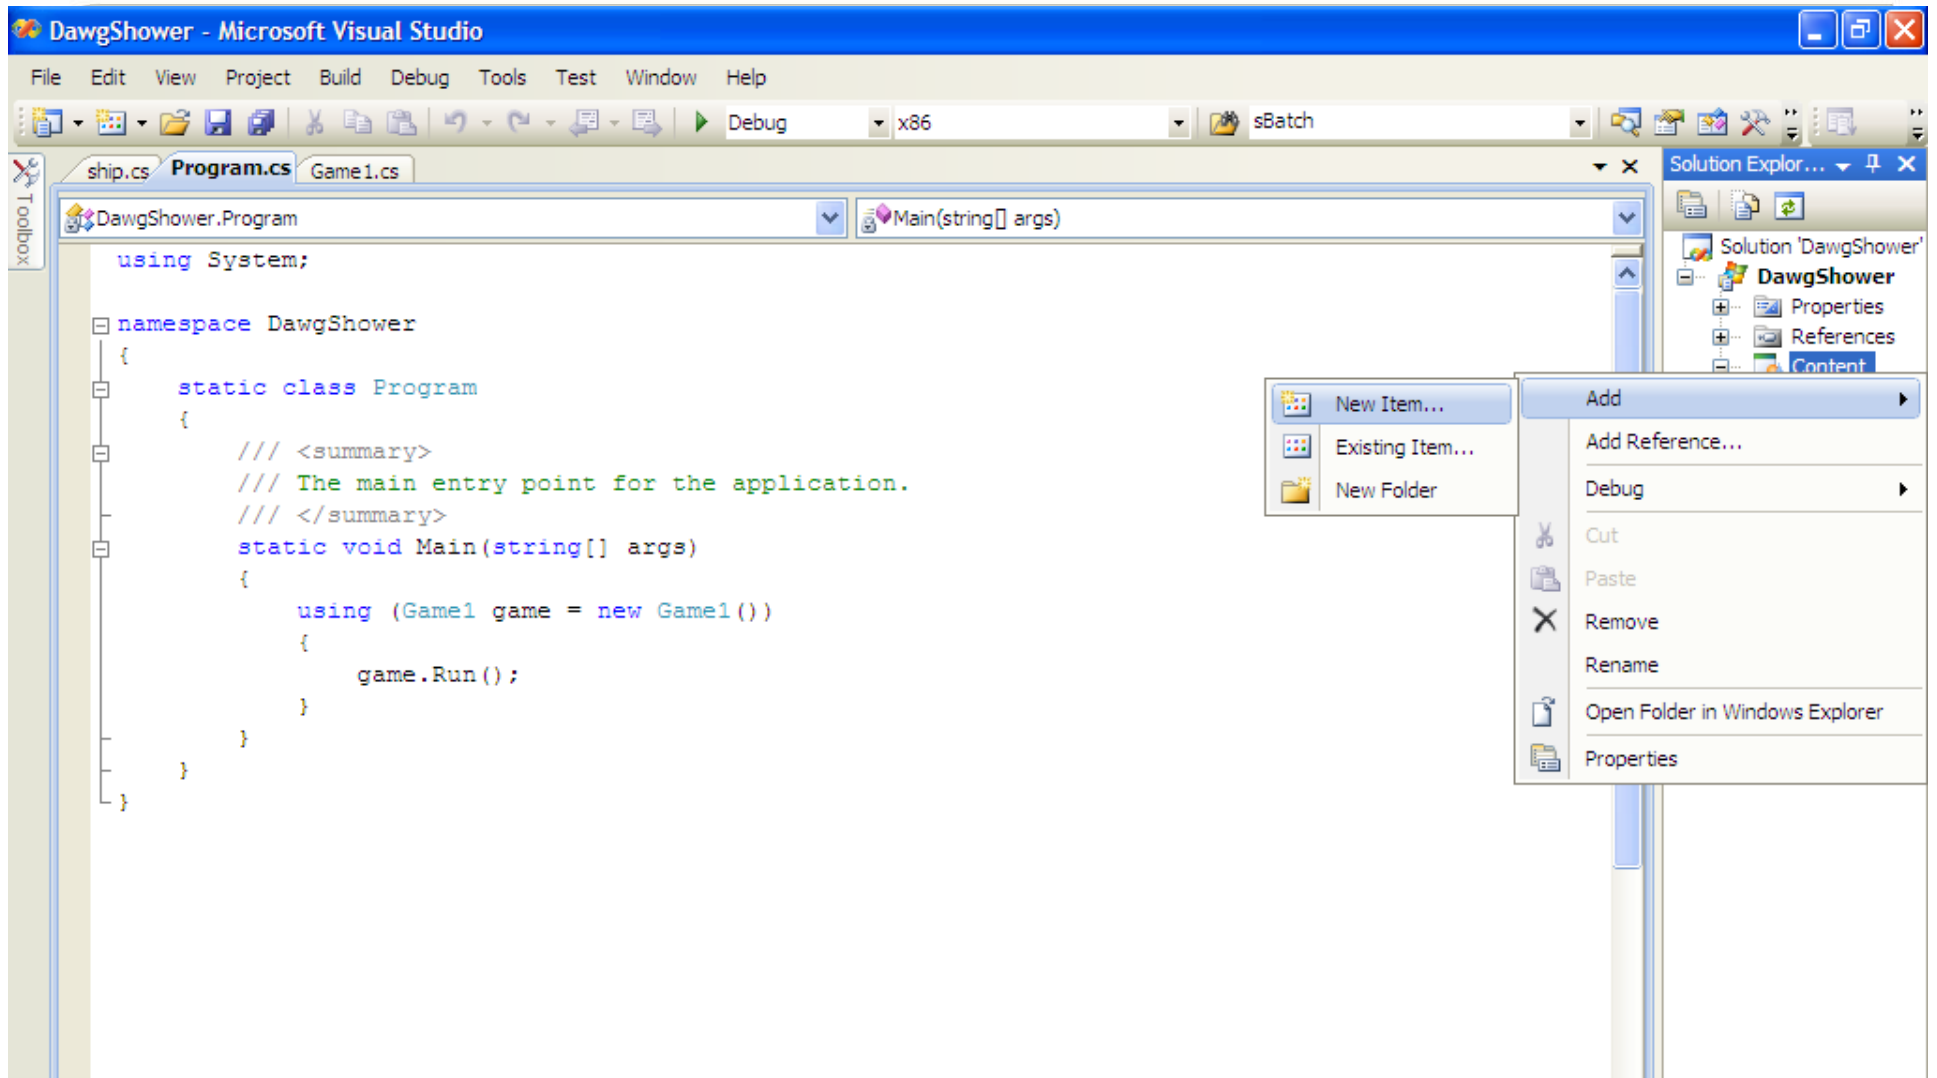 DawgShower - Microsoft Visual Studio
File Edit View Project Build Debug Tools Test Window Help
Debug x86 sBatch
Toolbox
ship.cs Program.cs Game1.cs
Solution Explor...
DawgShower.Program Main(string[] args)
Solution 'DawgShower'
DawgShower
Properties
References
Content
using System;
namespace DawgShower
{
static class Program
{
/// <summary>
/// The main entry point for the application.
/// </summary>
static void Main(string[] args)
{
using (Game1 game = new Game1())
{
game.Run();
}
}
}
}
New Item...
Existing Item...
New Folder
Add
Add Reference...
Debug
Cut
Paste
Remove
Rename
Open Folder in Windows Explorer
Properties